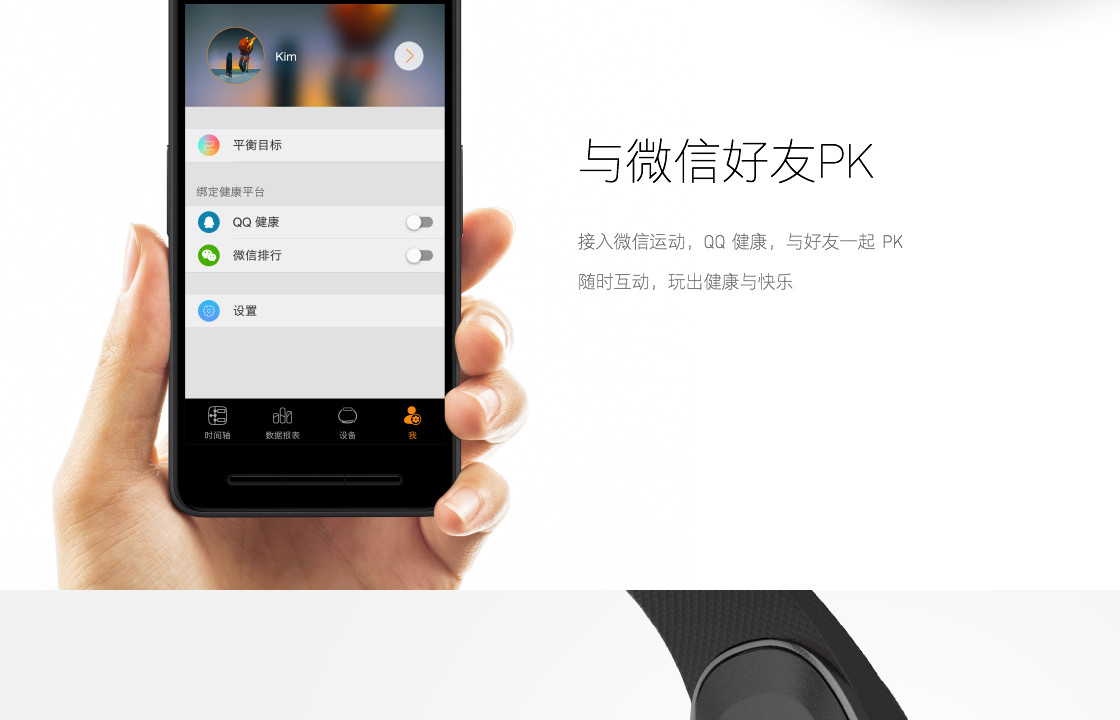 Kim
平衡目标
绑定健康平台
QQ 健康
微信排行
设置
时间轴
数据报表
设备
我
与微信好友PK
接入微信运动，QQ 健康，与好友一起 PK
随时互动，玩出健康与快乐